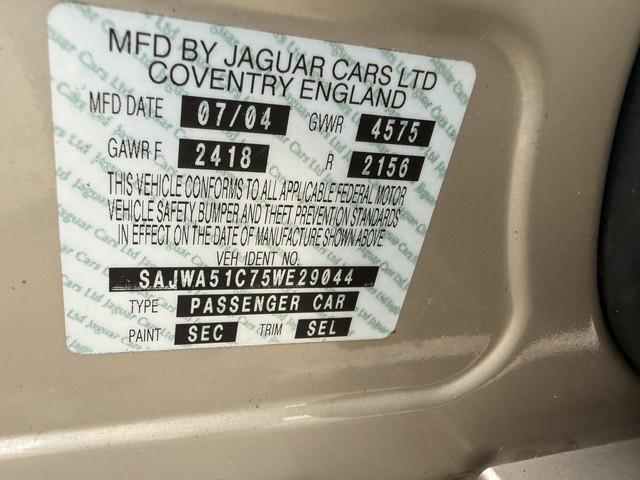 MFD BY JAGUAR CARS LTD
COVENTRY ENGLAND
MFD DATE 07/04 GVWR 4575
GAWR F 2418 R 2156
THIS VEHICLE CONFORMS TO ALL APPLICABLE FEDERAL MOTOR
VEHICLE SAFETY BUMPER AND THEFT PREVENTION STANDARDS
IN EFFECT ON THE DATE OF MANUFACTURE SHOWN ABOVE
VEH IDENT NO.
SAJWA51C75WE29044
TYPE PASSENGER CAR
PAINT SEC TRIM SEL